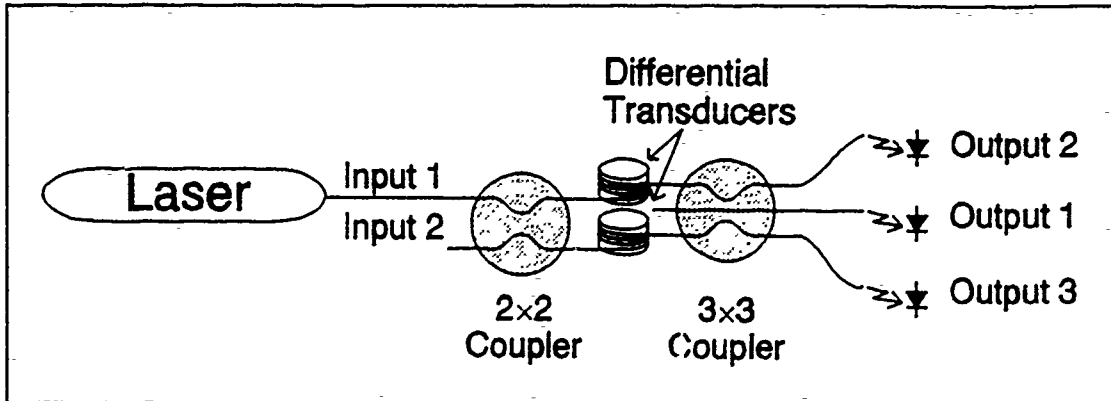 Differential
Transducers
Laser
Input 1
Input 2
Output 2
Output 1
Output 3
2×2
Coupler
3×3
Coupler